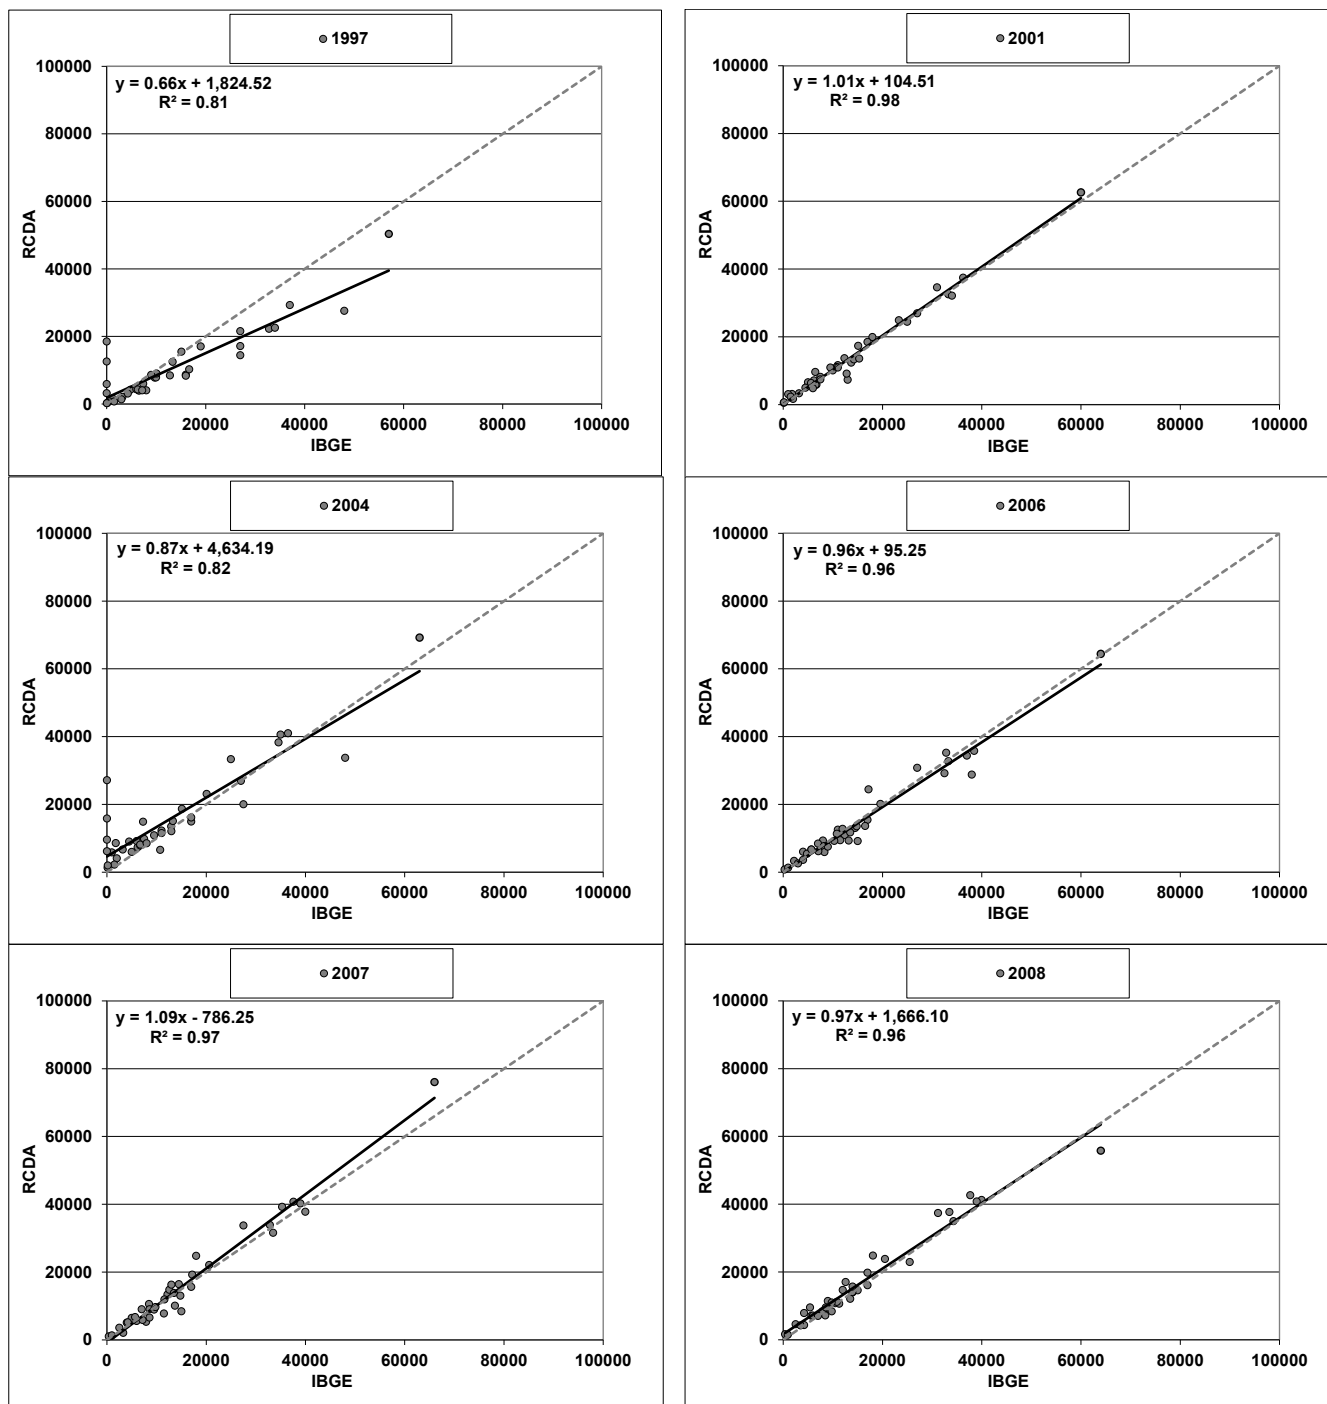 1997
y = 0.66x + 1,824.52
R² = 0.81
100000
80000
60000
40000
20000
0
RCDA
0 20000 40000 60000 80000 100000
IBGE
2001
y = 1.01x + 104.51
R² = 0.98
100000
80000
60000
40000
20000
0
RCDA
0 20000 40000 60000 80000 100000
IBGE
2004
y = 0.87x + 4,634.19
R² = 0.82
100000
80000
60000
40000
20000
0
RCDA
0 20000 40000 60000 80000 100000
IBGE
2006
y = 0.96x + 95.25
R² = 0.96
100000
80000
60000
40000
20000
0
RCDA
0 20000 40000 60000 80000 100000
IBGE
2007
y = 1.09x - 786.25
R² = 0.97
100000
80000
60000
40000
20000
0
RCDA
0 20000 40000 60000 80000 100000
IBGE
2008
y = 0.97x + 1,666.10
R² = 0.96
100000
80000
60000
40000
20000
0
RCDA
0 20000 40000 60000 80000 100000
IBGE